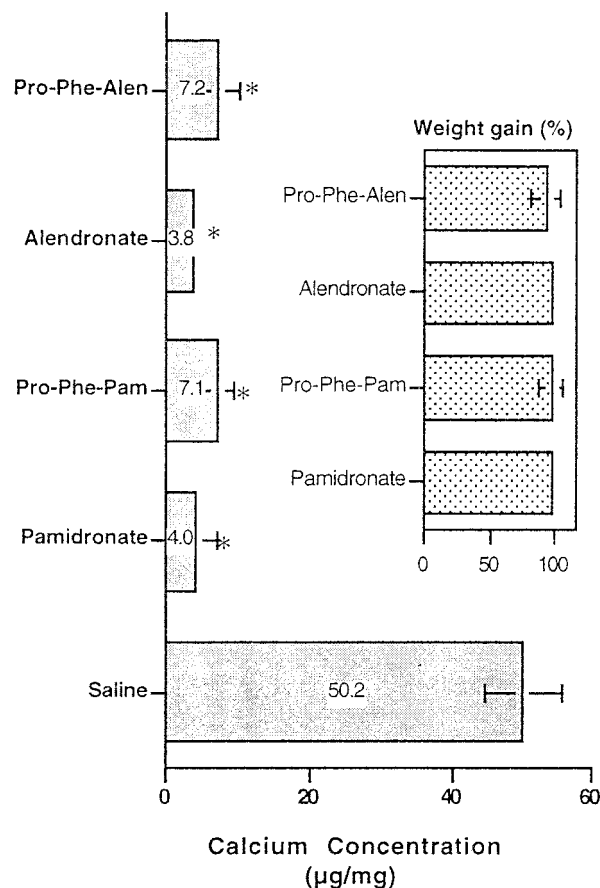 Pro-Phe-Alen
7.2
*
Alendronate
3.8
*
Pro-Phe-Pam
7.1
*
Pamidronate
4.0
*
Saline
50.2
0
20
40
60
Calcium Concentration
(µg/mg)
Weight gain (%)
Pro-Phe-Alen
Alendronate
Pro-Phe-Pam
Pamidronate
0
50
100